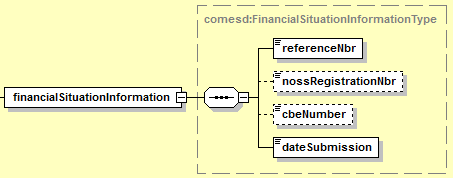 comesd:FinancialSituationInformationType
referenceNbr
nossRegistrationNbr
financialSituationInformation
cbeNumber
dateSubmission